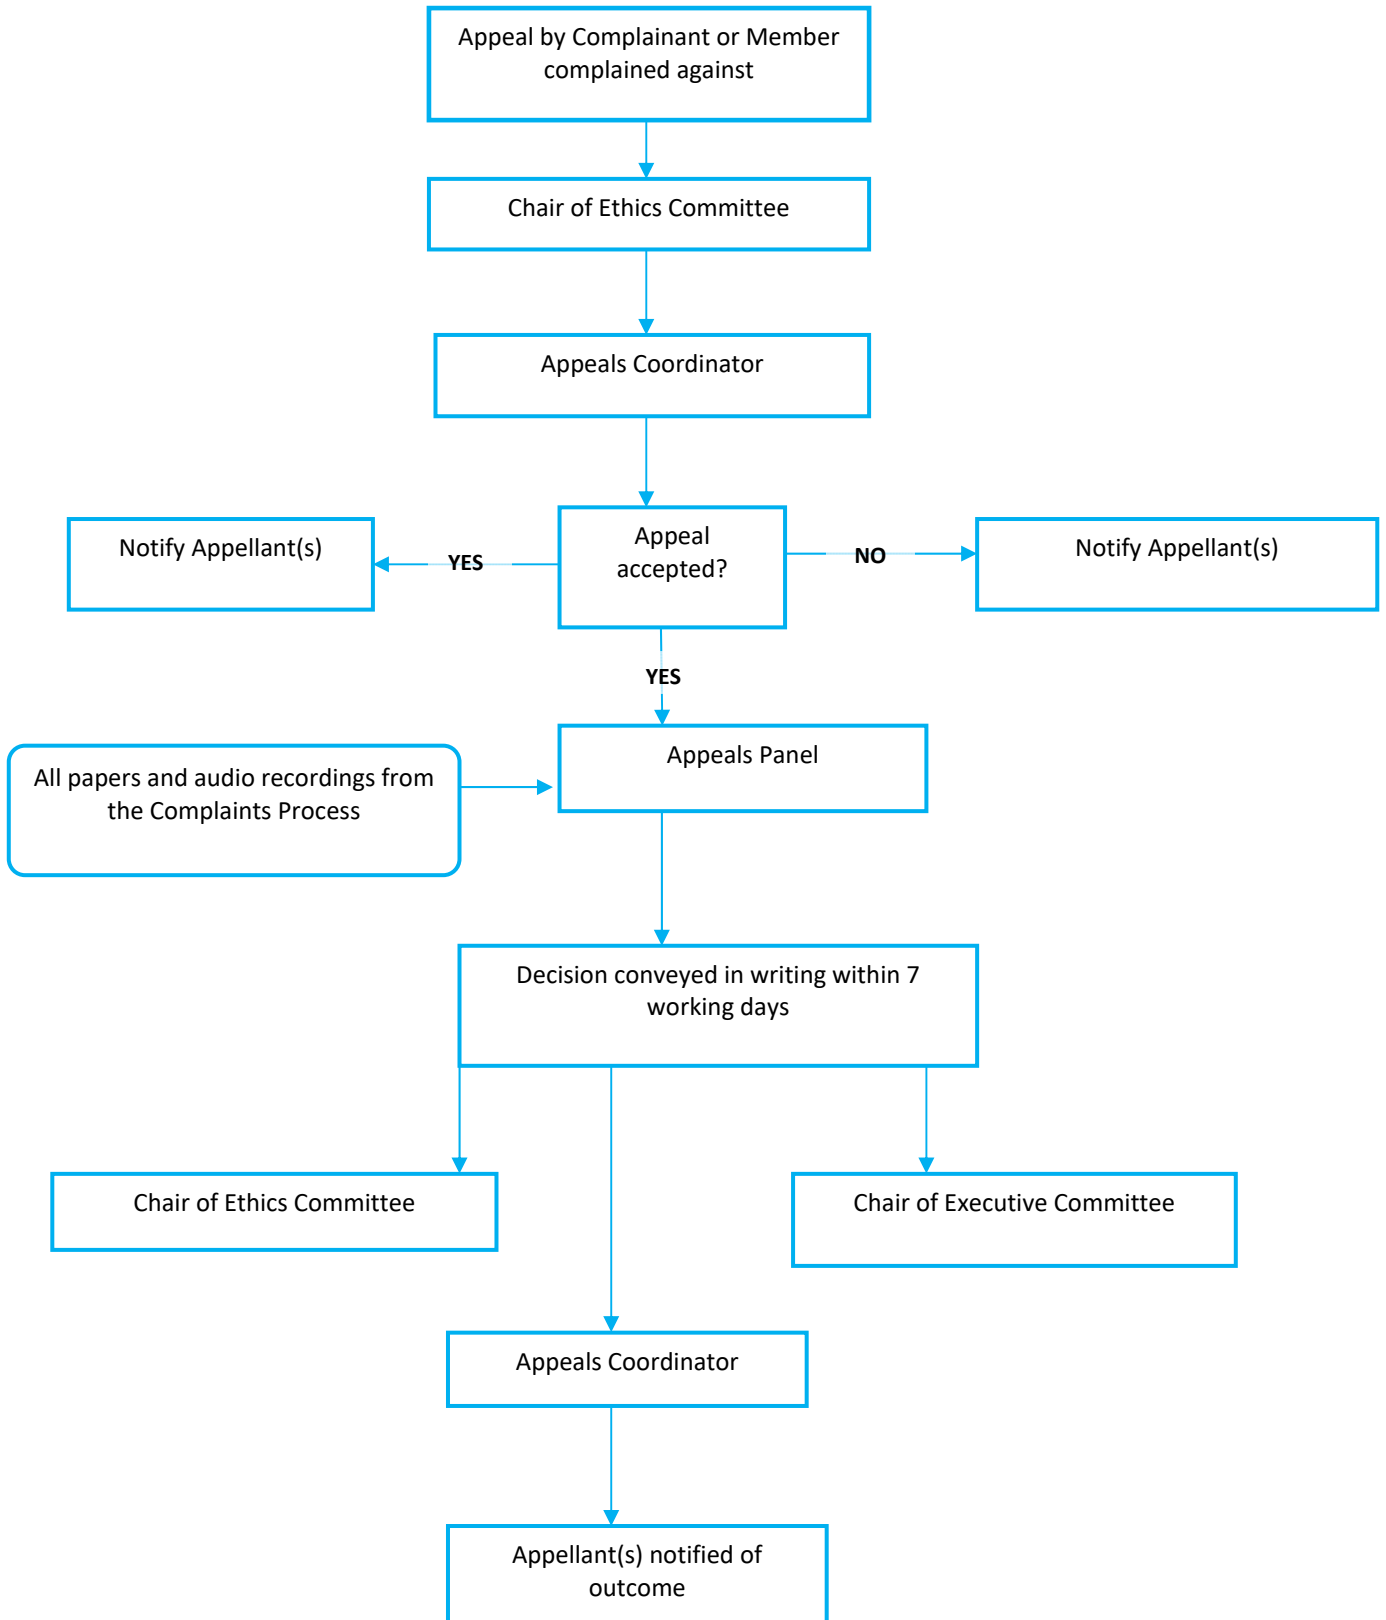 Appeal by Complainant or Member
complained against
Chair of Ethics Committee
Appeals Coordinator
Notify Appellant(s)
YES
Appeal
accepted?
NO
Notify Appellant(s)
YES
Appeals Panel
All papers and audio recordings from
the Complaints Process
Decision conveyed in writing within 7
working days
Chair of Ethics Committee
Chair of Executive Committee
Appeals Coordinator
Appellant(s) notified of
outcome